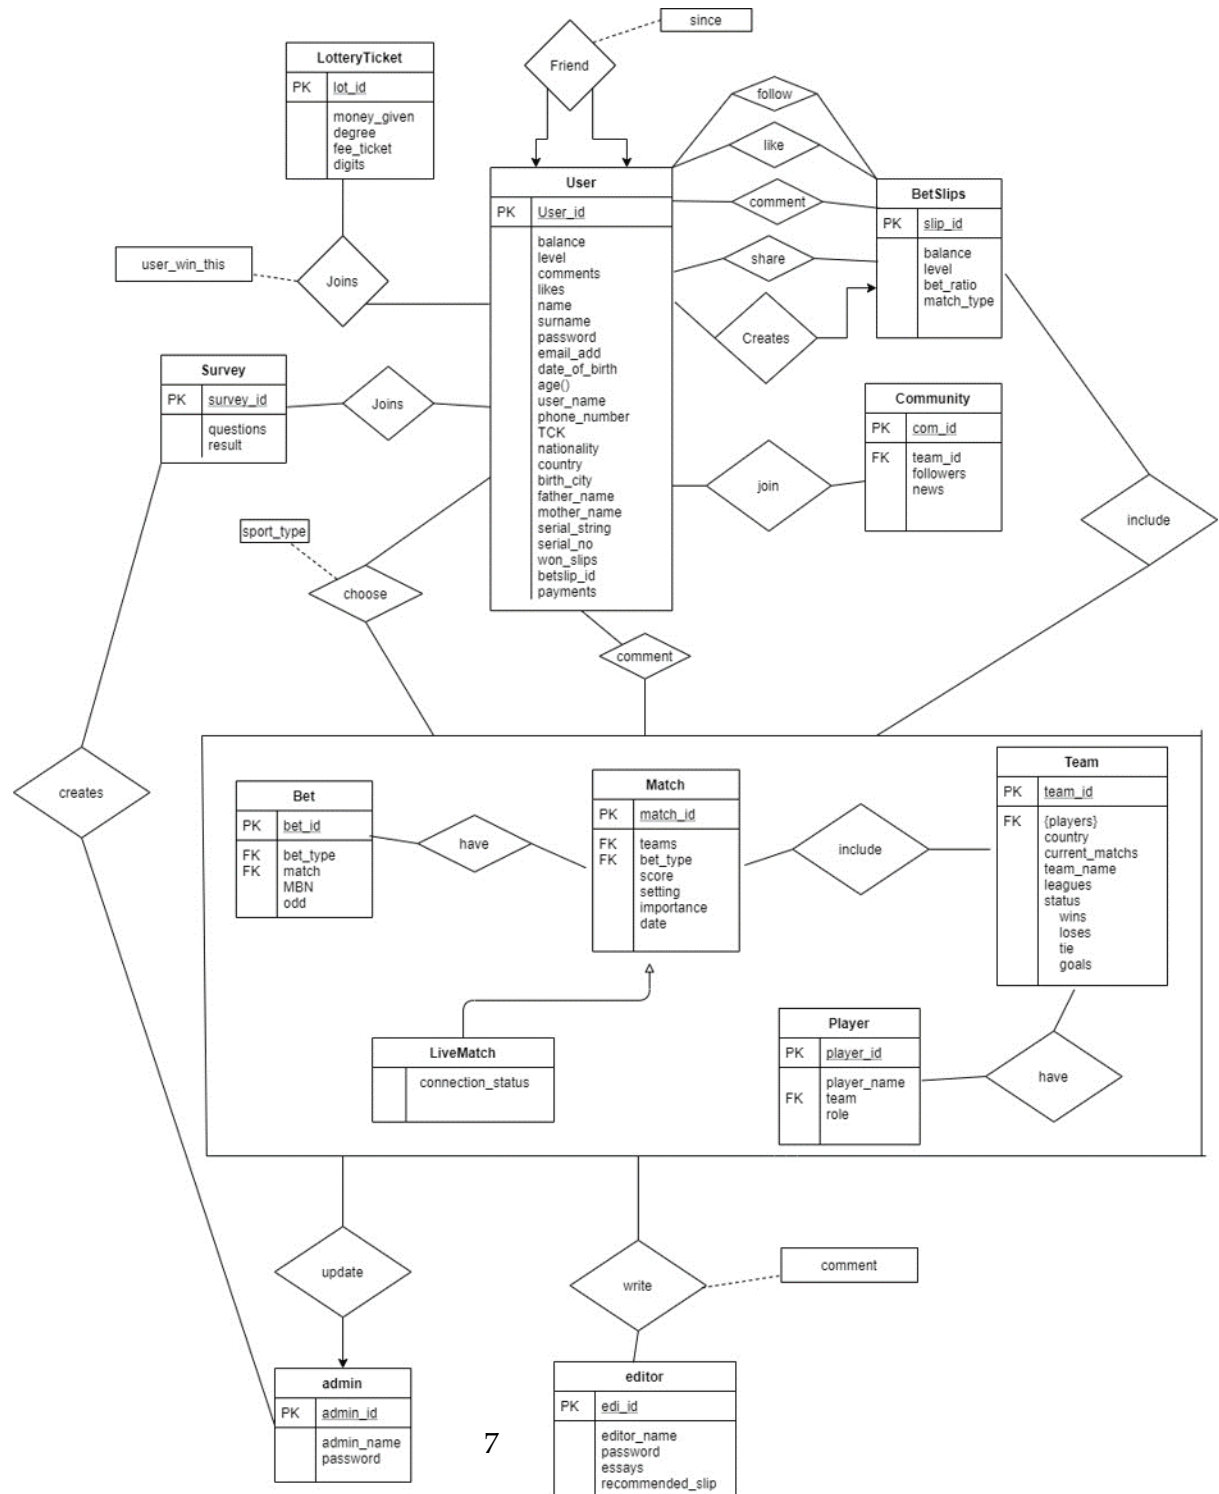 since
Friend
LotteryTicket
PK lot_id
money_given
degree
fee_ticket
digits
follow
like
comment
share
Creates
User
PK User_id
balance
level
comments
likes
name
surname
password
email_add
date_of_birth
age()
user_name
phone_number
TCK
nationality
country
birth_city
father_name
mother_name
serial_string
serial_no
won_slips
betslip_id
payments
BetSlips
PK slip_id
balance
level
bet_ratio
match_type
user_win_this
Joins
Survey
PK survey_id
questions
result
Joins
Community
PK com_id
FK team_id
followers
news
join
include
sport_type
choose
comment
creates
Bet
PK bet_id
FK bet_type
FK match
MBN
odd
have
Match
PK match_id
FK teams
FK bet_type
score
setting
importance
date
include
Team
PK team_id
FK {players}
country
current_matchs
team_name
leagues
status
wins
loses
tie
goals
LiveMatch
connection_status
Player
PK player_id
player_name
FK team
role
have
update
write
comment
admin
PK admin_id
admin_name
password
7
editor
PK edi_id
editor_name
password
essays
recommended_slip